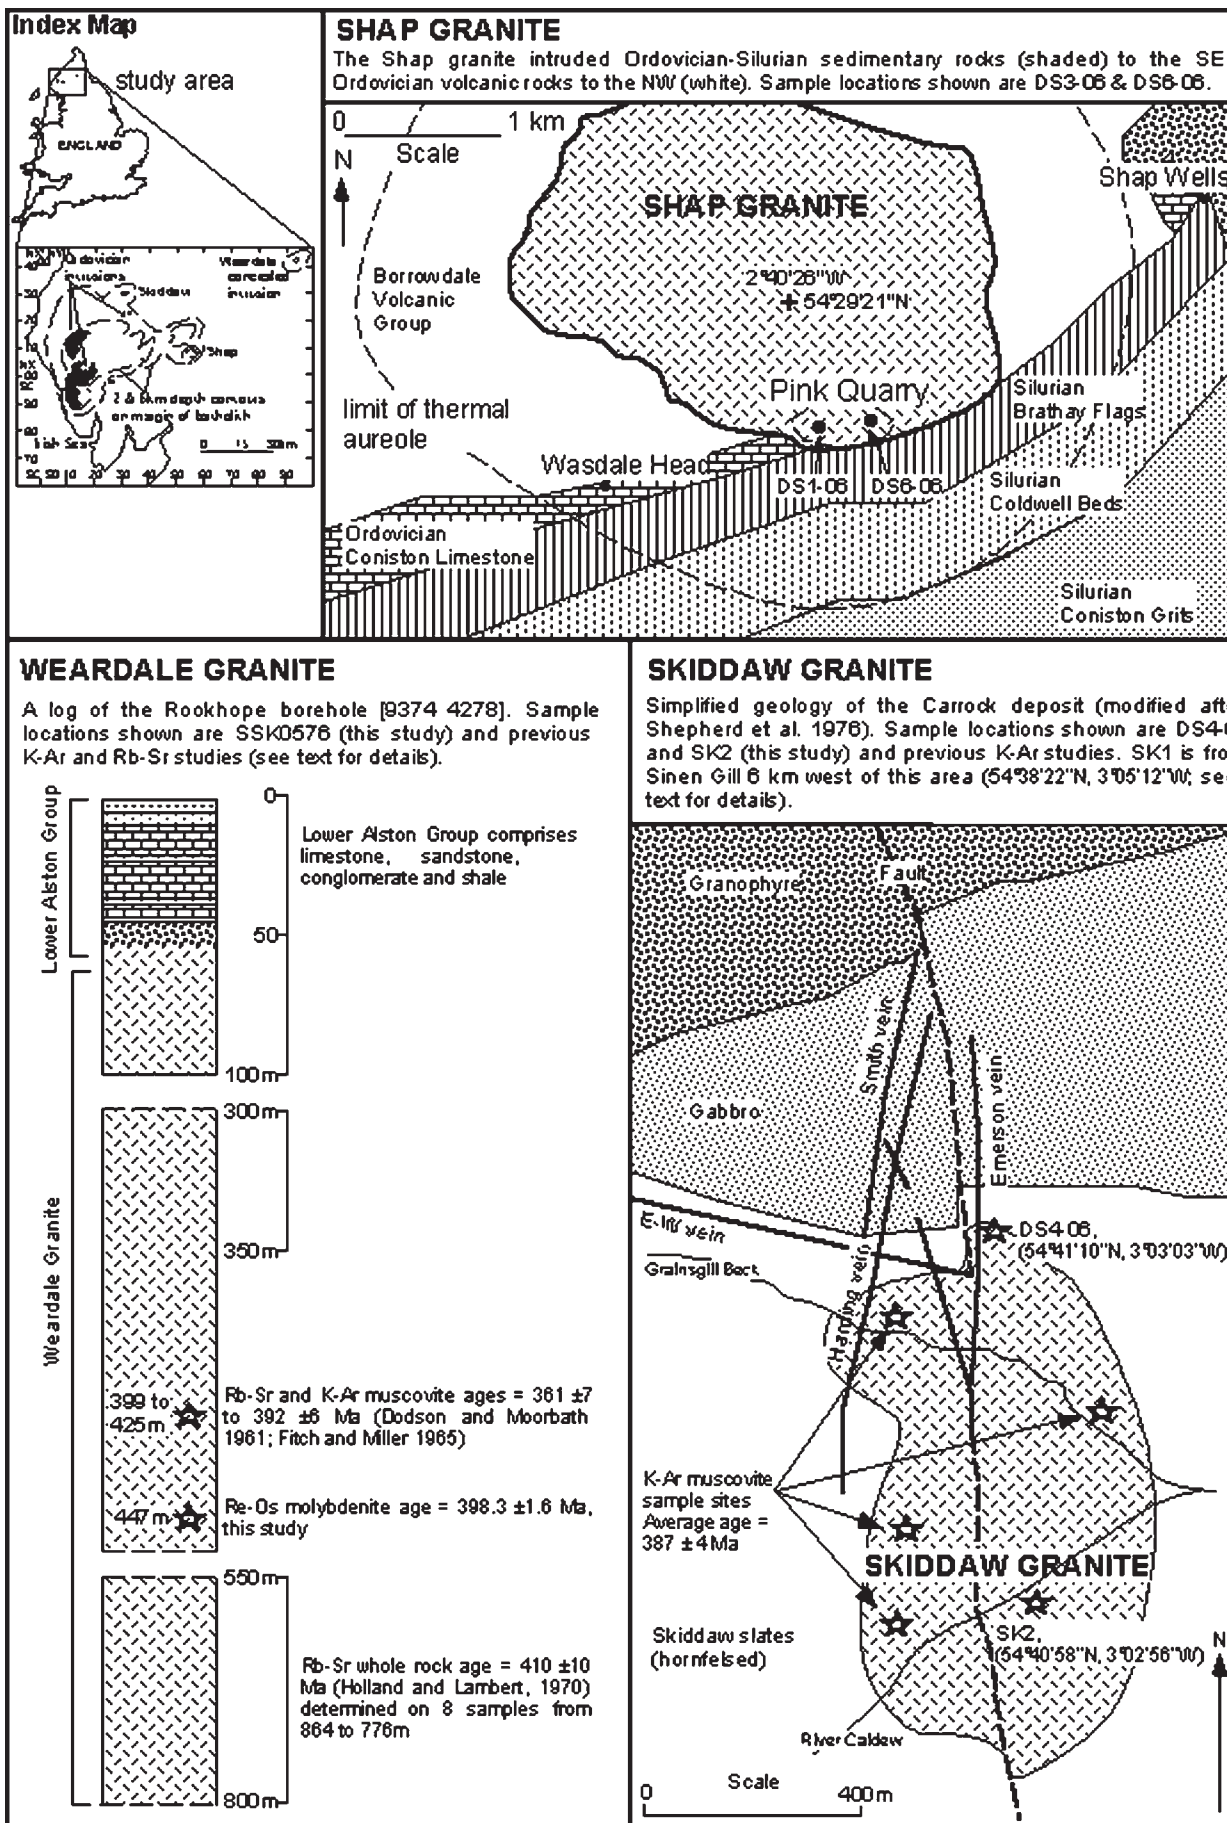 Index Map
study area
ENGLAND
Ordovician
intrusions
Weardale
concealed
intrusion
Skiddaw
Shap
Irish Sea
0 15 30km
SHAP GRANITE
The Shap granite intruded Ordovician-Silurian sedimentary rocks (shaded) to the SE
Ordovician volcanic rocks to the NW (white). Sample locations shown are DS3-06 & DS6-06.
0 1 km
Scale
N
SHAP GRANITE
2°40'26"W
54°29'21"N
Shap Wells
Borrowdale
Volcanic
Group
limit of thermal
aureole
Pink Quarry
Silurian
Brathay Flags
Wasdale Head
DS1-06 DS6-06
Silurian
Coldwell Beds
Ordovician
Coniston Limestone
Silurian
Coniston Grits
WEARDALE GRANITE
A log of the Rookhope borehole [9374 4278]. Sample
locations shown are SSK0576 (this study) and previous
K-Ar and Rb-Sr studies (see text for details).
Lower Alston Group
0
Lower Alston Group comprises
limestone, sandstone,
conglomerate and shale
50
100m
300m
350m
Weardale Granite
399 to
425m
Rb-Sr and K-Ar muscovite ages = 361 ±7
to 392 ±6 Ma (Dodson and Moorbath
1961; Fitch and Miller 1965)
447m
Re-Os molybdenite age = 398.3 ±1.6 Ma,
this study
550m
Rb-Sr whole rock age = 410 ±10
Ma (Holland and Lambert, 1970)
determined on 8 samples from
864 to 776m
800m
SKIDDAW GRANITE
Simplified geology of the Carrock deposit (modified aft
Shepherd et al. 1976). Sample locations shown are DS4-0
and SK2 (this study) and previous K-Ar studies. SK1 is fro
Sinen Gill 6 km west of this area (54°38'22"N, 3°05'12"W; se
text for details).
Granophyre
Fault
Smith vein
Emerson vein
Gabbro
E-W vein
Harding vein
Grainsgill Beck
DS4-06,
(54°41'10"N, 3°03'03"W)
K-Ar muscovite
sample sites
Average age =
387 ±4 Ma
SKIDDAW GRANITE
SK2,
(54°40'58"N, 3°02'56"W)
Skiddaw slates
(hornfelsed)
River Caldew
N
Scale
0 400m